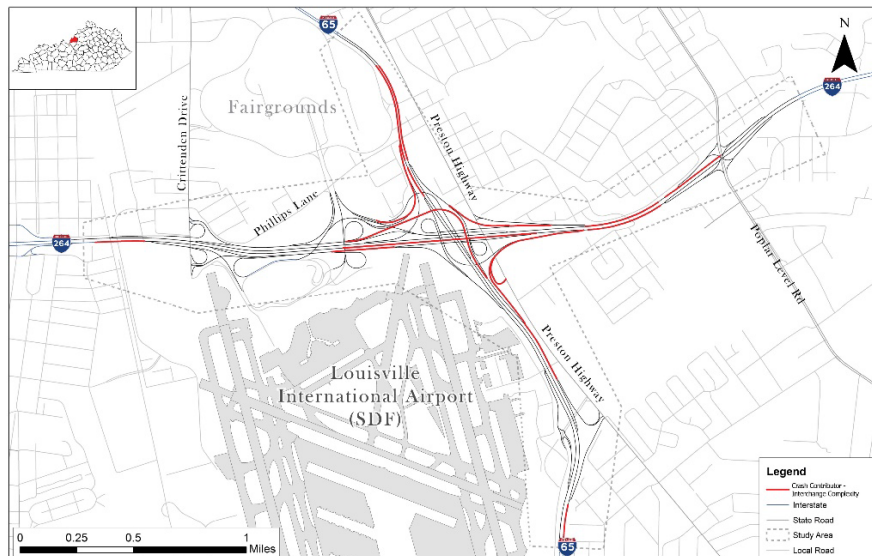 65
N
264
Fairgrounds
Crittenden Drive
Preston Highway
Phillips Lane
264
Poplar Level Rd
Preston Highway
Louisville
International Airport
(SDF)
65
Legend
Crash Contributor -
Interchange Complexity
Interstate
State Road
Study Area
Local Road
0 0.25 0.5 1
Miles